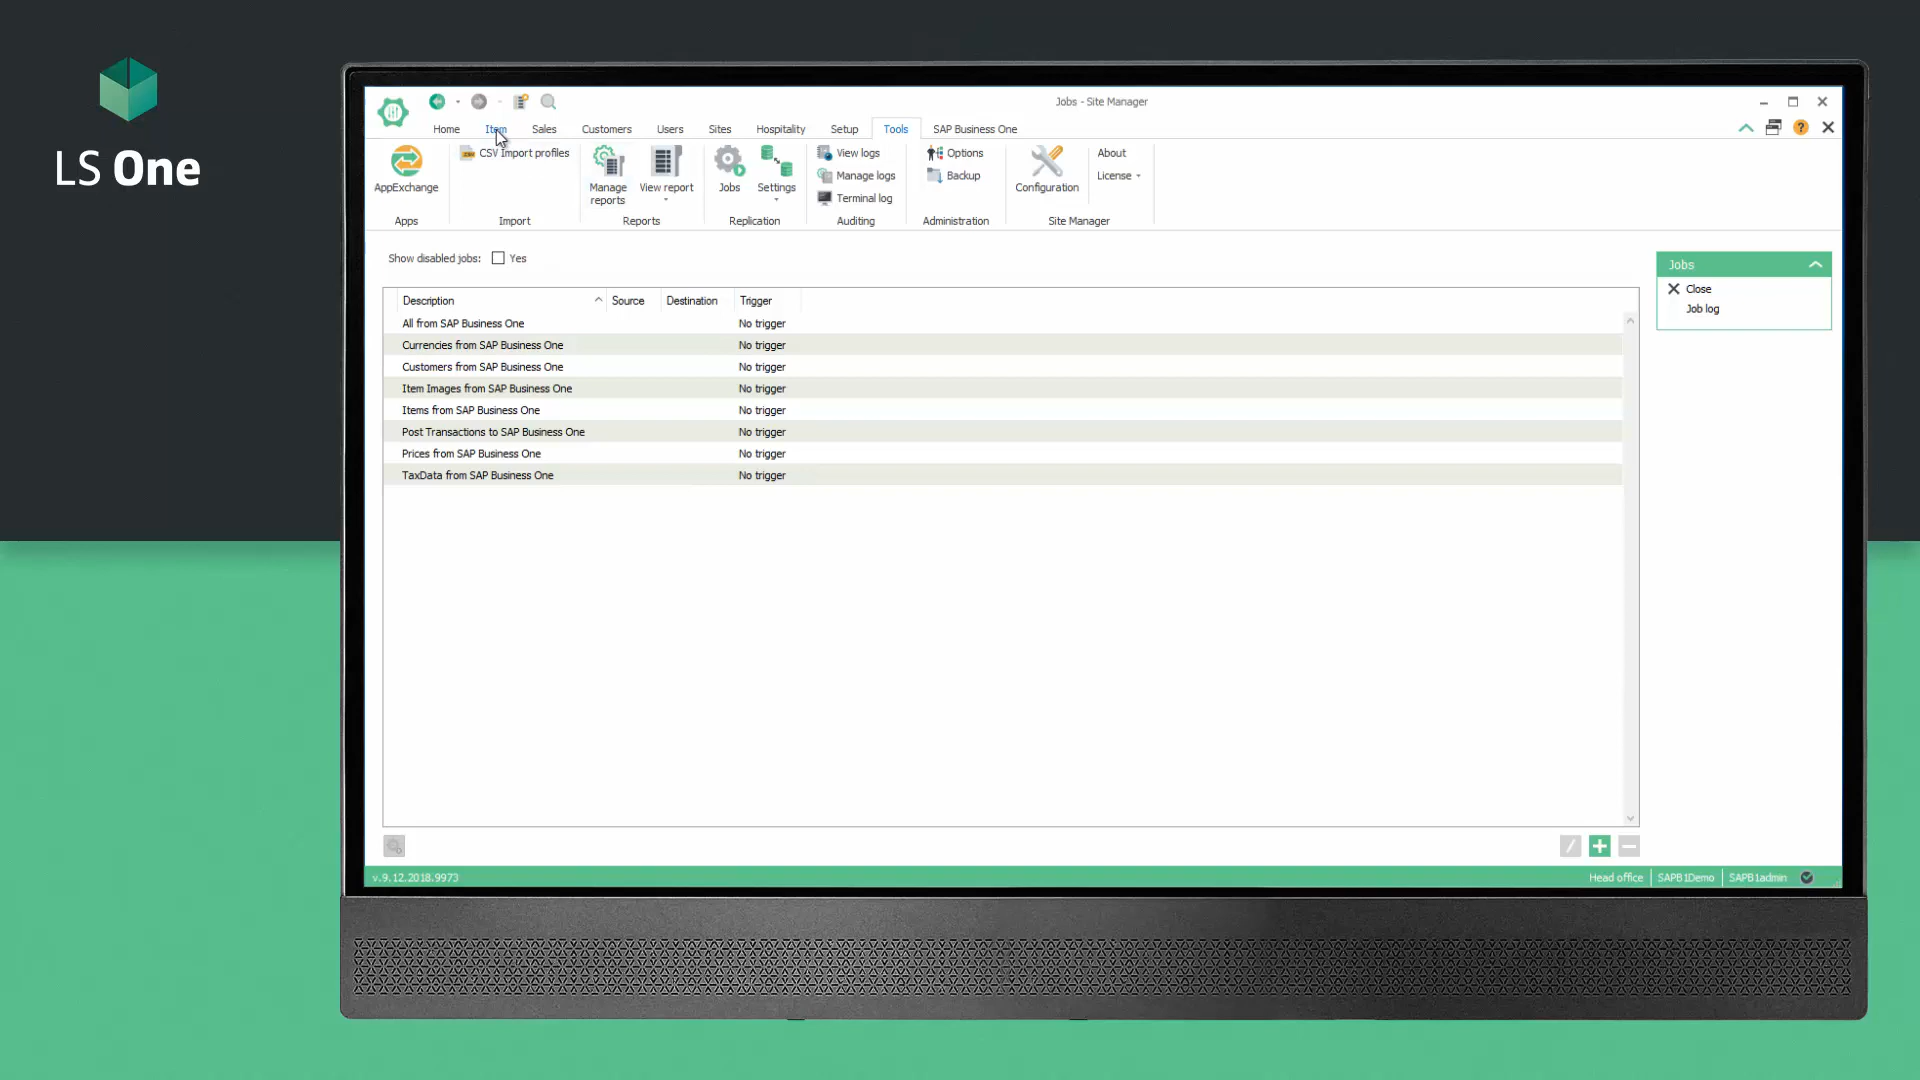 LS One
Jobs - Site Manager
Home Item Sales Customers Users Sites Hospitality Setup Tools SAP Business One
AppExchange
Apps
CSV Import profiles
Import
Manage reports
View report
Reports
Jobs
Settings
Replication
View logs
Manage logs
Terminal log
Auditing
Options
Backup
Administration
Configuration
About
License
Site Manager
Show disabled jobs: Yes
Description Source Destination Trigger
All from SAP Business One No trigger
Currencies from SAP Business One No trigger
Customers from SAP Business One No trigger
Item Images from SAP Business One No trigger
Items from SAP Business One No trigger
Post Transactions to SAP Business One No trigger
Prices from SAP Business One No trigger
TaxData from SAP Business One No trigger
Jobs
Close
Job log
v.9.12.2018.9973
Head office SAPB1Demo SAPB1admin